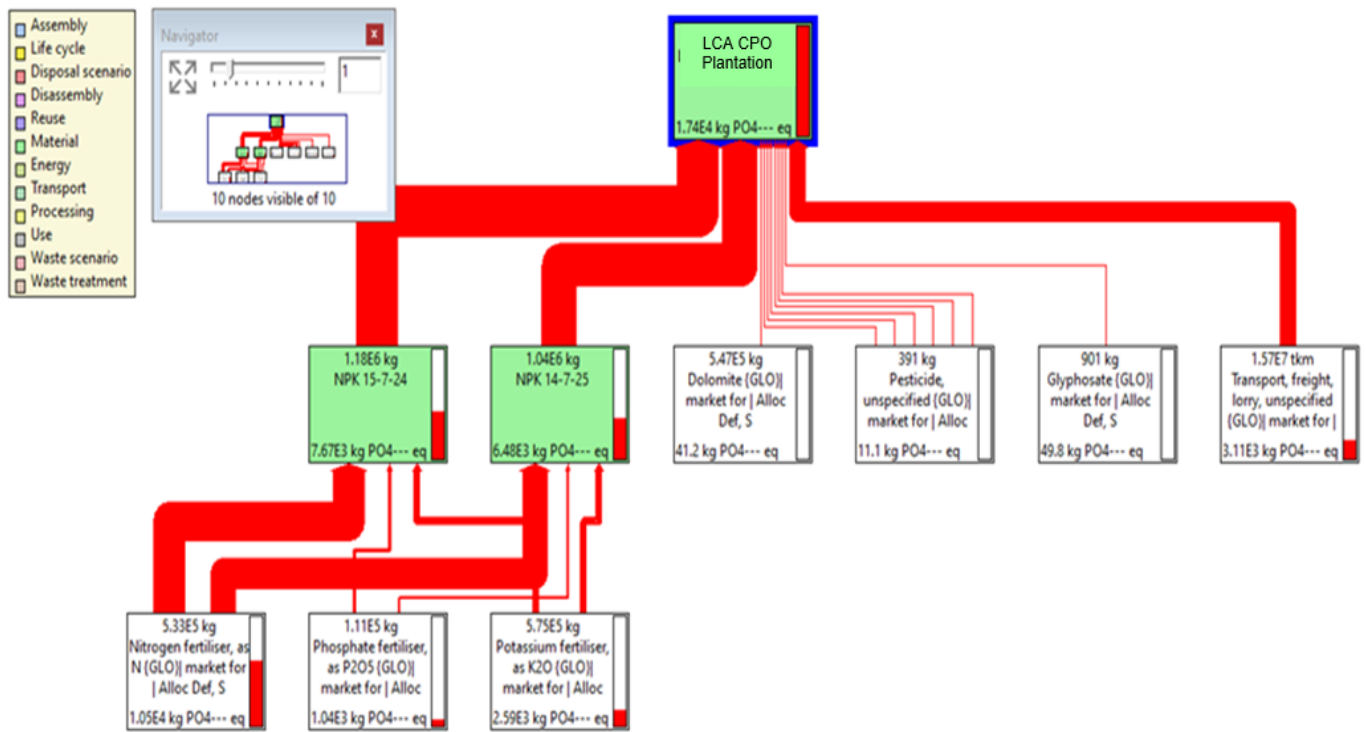 Assembly
Life cycle
Disposal scenario
Disassembly
Reuse
Material
Energy
Transport
Processing
Use
Waste scenario
Waste treatment
Navigator
x
1
10 nodes visible of 10
LCA CPO
Plantation
1.74E4 kg PO4--- eq
1.18E6 kg
NPK 15-7-24
7.67E3 kg PO4--- eq
1.04E6 kg
NPK 14-7-25
6.48E3 kg PO4--- eq
5.47E5 kg
Dolomite {GLO}|
market for | Alloc
Def, S
41.2 kg PO4--- eq
391 kg
Pesticide,
unspecified {GLO}|
market for | Alloc
11.1 kg PO4--- eq
901 kg
Glyphosate {GLO}|
market for | Alloc
Def, S
49.8 kg PO4--- eq
1.57E7 tkm
Transport, freight,
lorry, unspecified
{GLO}| market for |
3.11E3 kg PO4--- eq
5.33E5 kg
Nitrogen fertiliser, as
N {GLO}| market for
| Alloc Def, S
1.05E4 kg PO4--- eq
1.11E5 kg
Phosphate fertiliser,
as P2O5 {GLO}|
market for | Alloc
1.04E3 kg PO4--- eq
5.75E5 kg
Potassium fertiliser,
as K2O {GLO}|
market for | Alloc
2.59E3 kg PO4--- eq